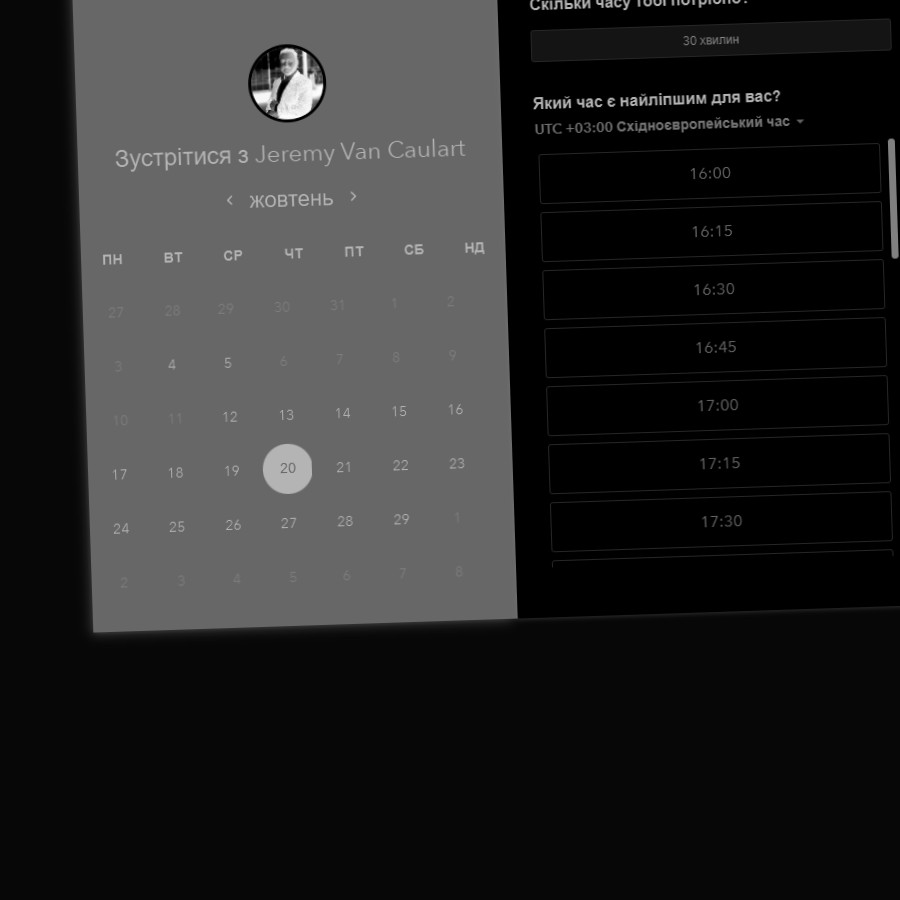 Зустрітися з Jeremy Van Caulart
‹ жовтень ›
ПН ВТ СР ЧТ ПТ СБ НД
27 28 29 30 31 1 2
3 4 5 6 7 8 9
10 11 12 13 14 15 16
17 18 19 20 21 22 23
24 25 26 27 28 29 1
2 3 4 5 6 7 8
Скільки часу тобі потрібно?
30 хвилин
Який час є найліпшим для вас?
UTC +03:00 Східноєвропейський час
16:00
16:15
16:30
16:45
17:00
17:15
17:30